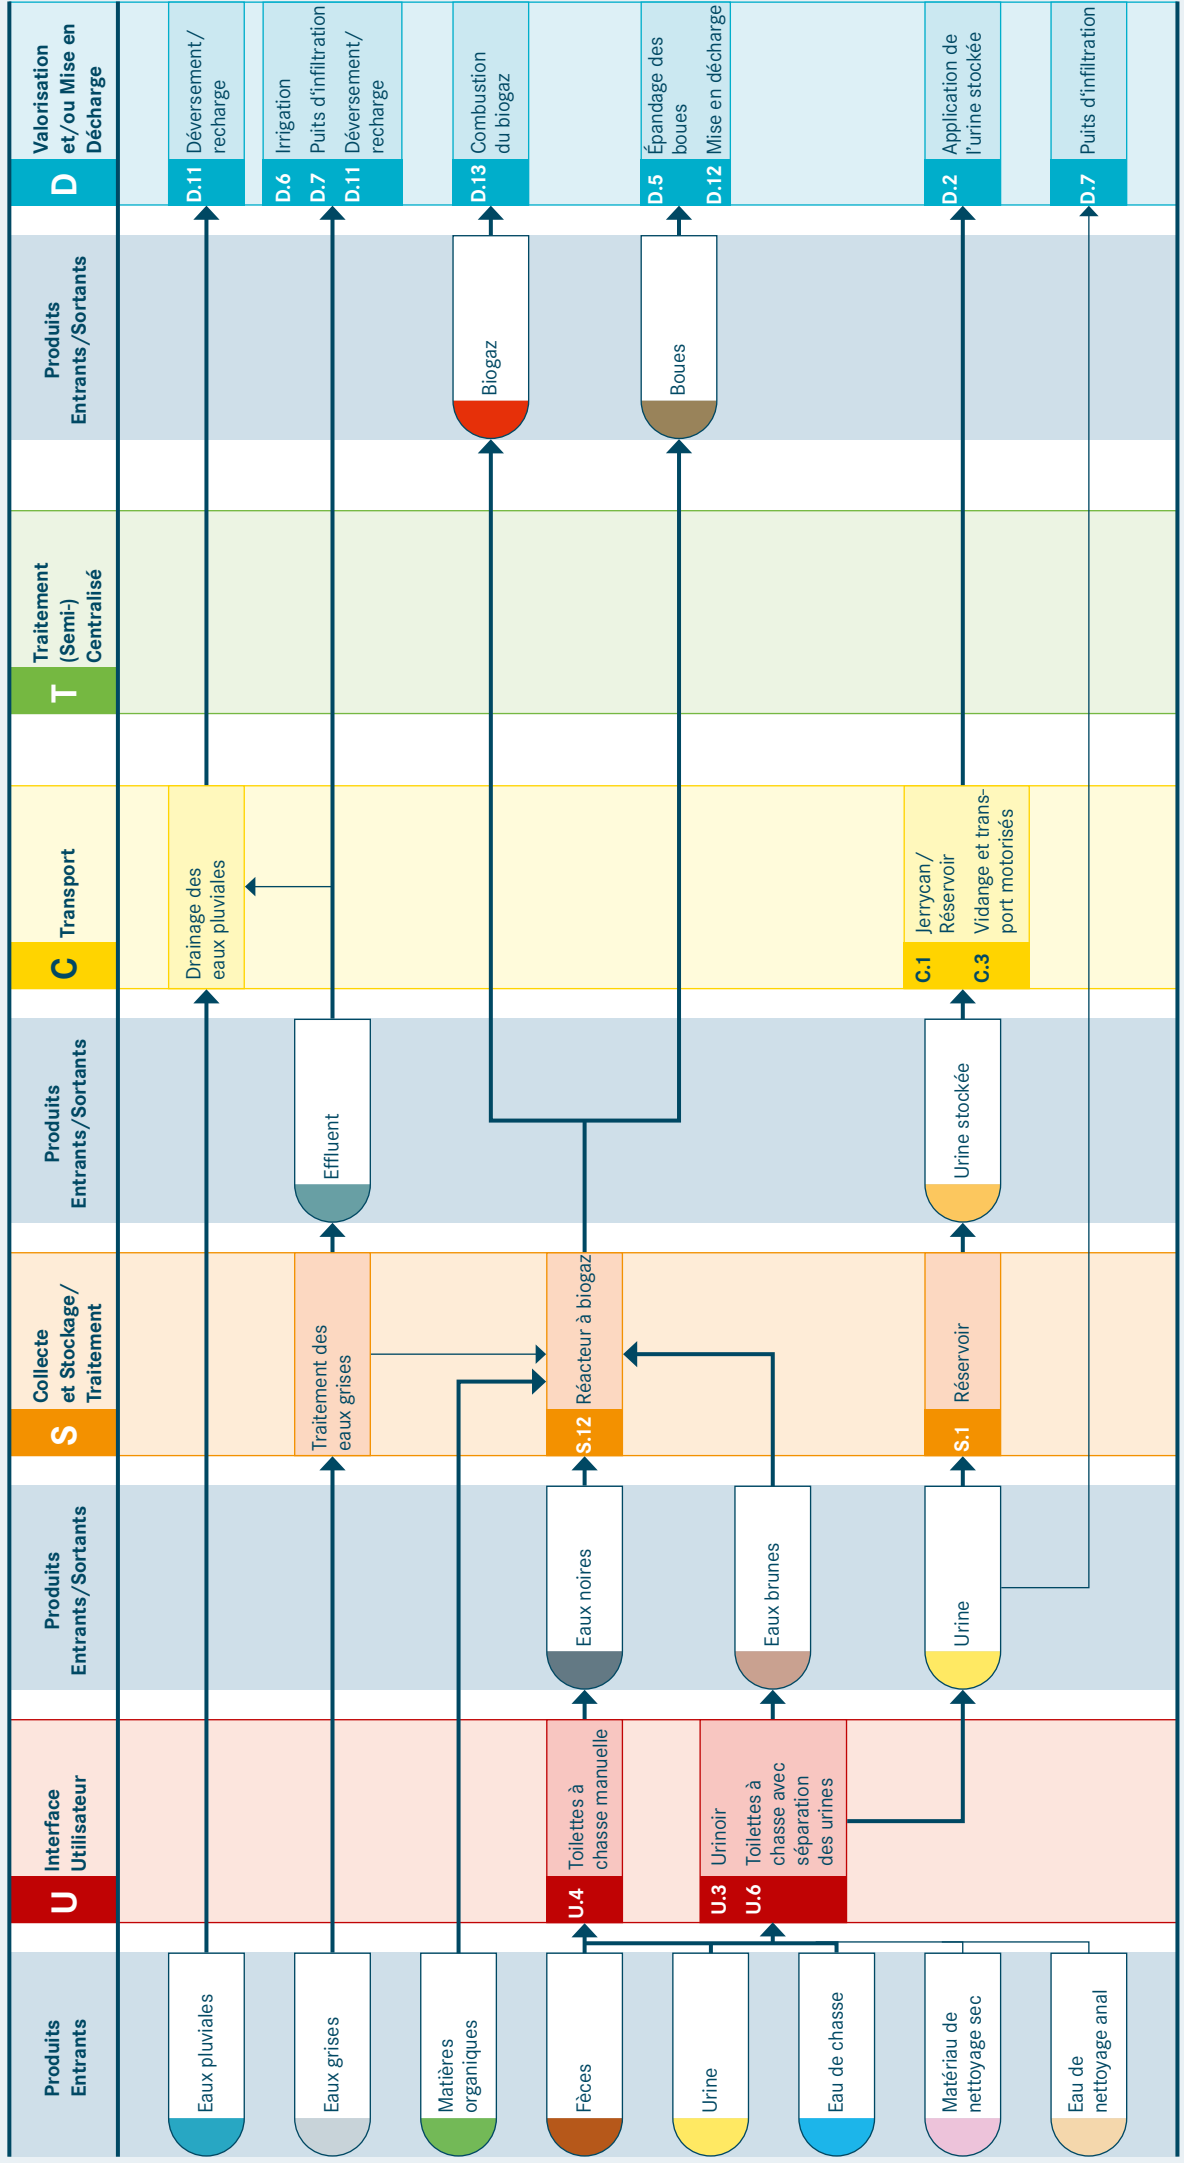 Produits
Entrants
U
Interface
Utilisateur
Produits
Entrants/Sortants
S
Collecte
et Stockage/
Traitement
Produits
Entrants/Sortants
C
Transport
T
Traitement
(Semi-)
Centralisé
Produits
Entrants/Sortants
D
Valorisation
et/ou Mise en
Décharge
Eaux pluviales
Drainage des
eaux pluviales
D.11 Déversement/
recharge
Eaux grises
Traitement des
eaux grises
Effluent
D.6 Irrigation
D.7 Puits d'infiltration
D.11 Déversement/
recharge
Matières
organiques
Biogaz
D.13 Combustion
du biogaz
Fèces
U.4 Toilettes à
chasse manuelle
Eaux noires
S.12 Réacteur à biogaz
Boues
D.5 Épandage des
boues
D.12 Mise en décharge
Urine
U.3 Urinoir
U.6 Toilettes à
chasse avec
séparation
des urines
Eaux brunes
Eau de chasse
Matériau de
nettoyage sec
Urine
S.1 Réservoir
Urine stockée
C.1 Jerrycan/
Réservoir
C.3 Vidange et trans-
port motorisés
D.2 Application de
l'urine stockée
Eau de
nettoyage anal
D.7 Puits d'infiltration